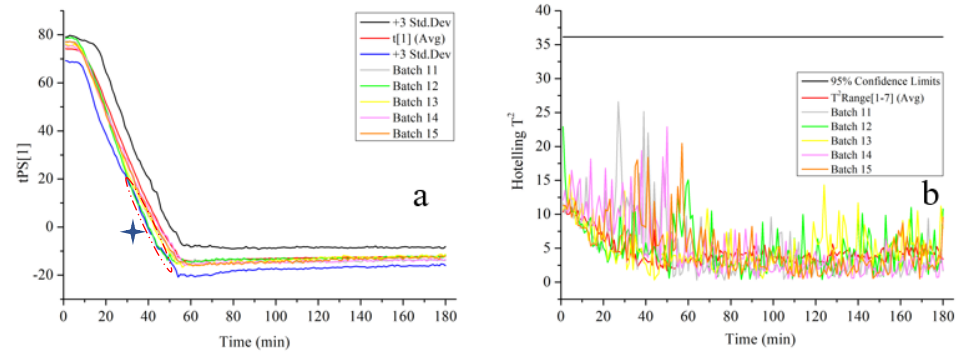 80
60
40
20
0
-20
tPS[1]
0 20 40 60 80 100 120 140 160 180
Time (min)
+3 Std.Dev
t[1] (Avg)
+3 Std.Dev
Batch 11
Batch 12
Batch 13
Batch 14
Batch 15
a
40
35
30
25
20
15
10
5
0
Hotelling T²
0 20 40 60 80 100 120 140 160 180
Time (min)
95% Confidence Limits
T²Range[1-7] (Avg)
Batch 11
Batch 12
Batch 13
Batch 14
Batch 15
b